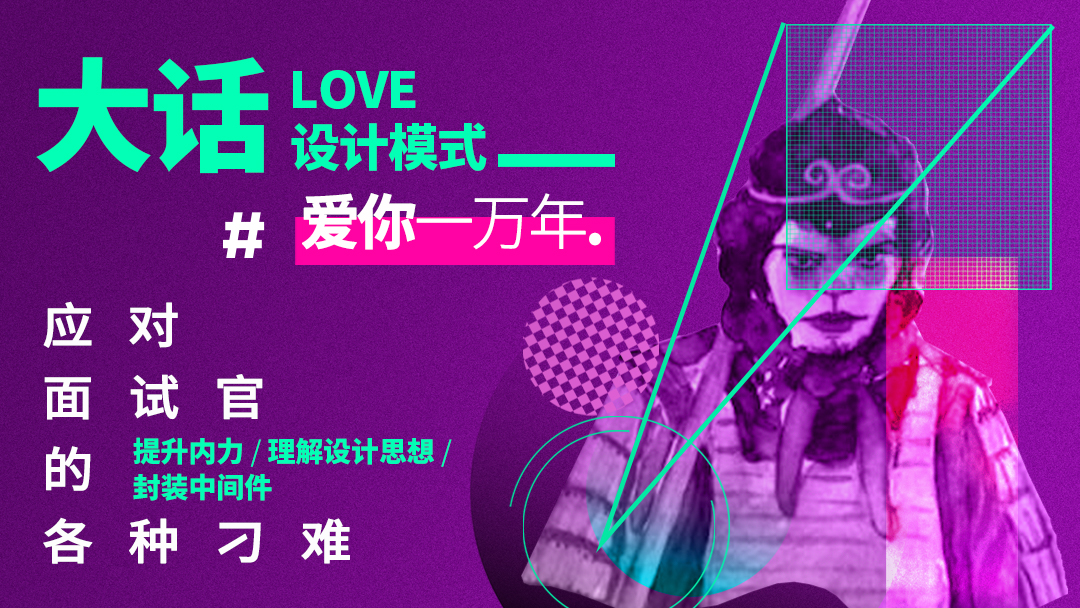 大话
LOVE
设计模式
#
爱你一万年.
应对
面试官
的
提升内力 / 理解设计思想 /
封装中间件
各种刁难